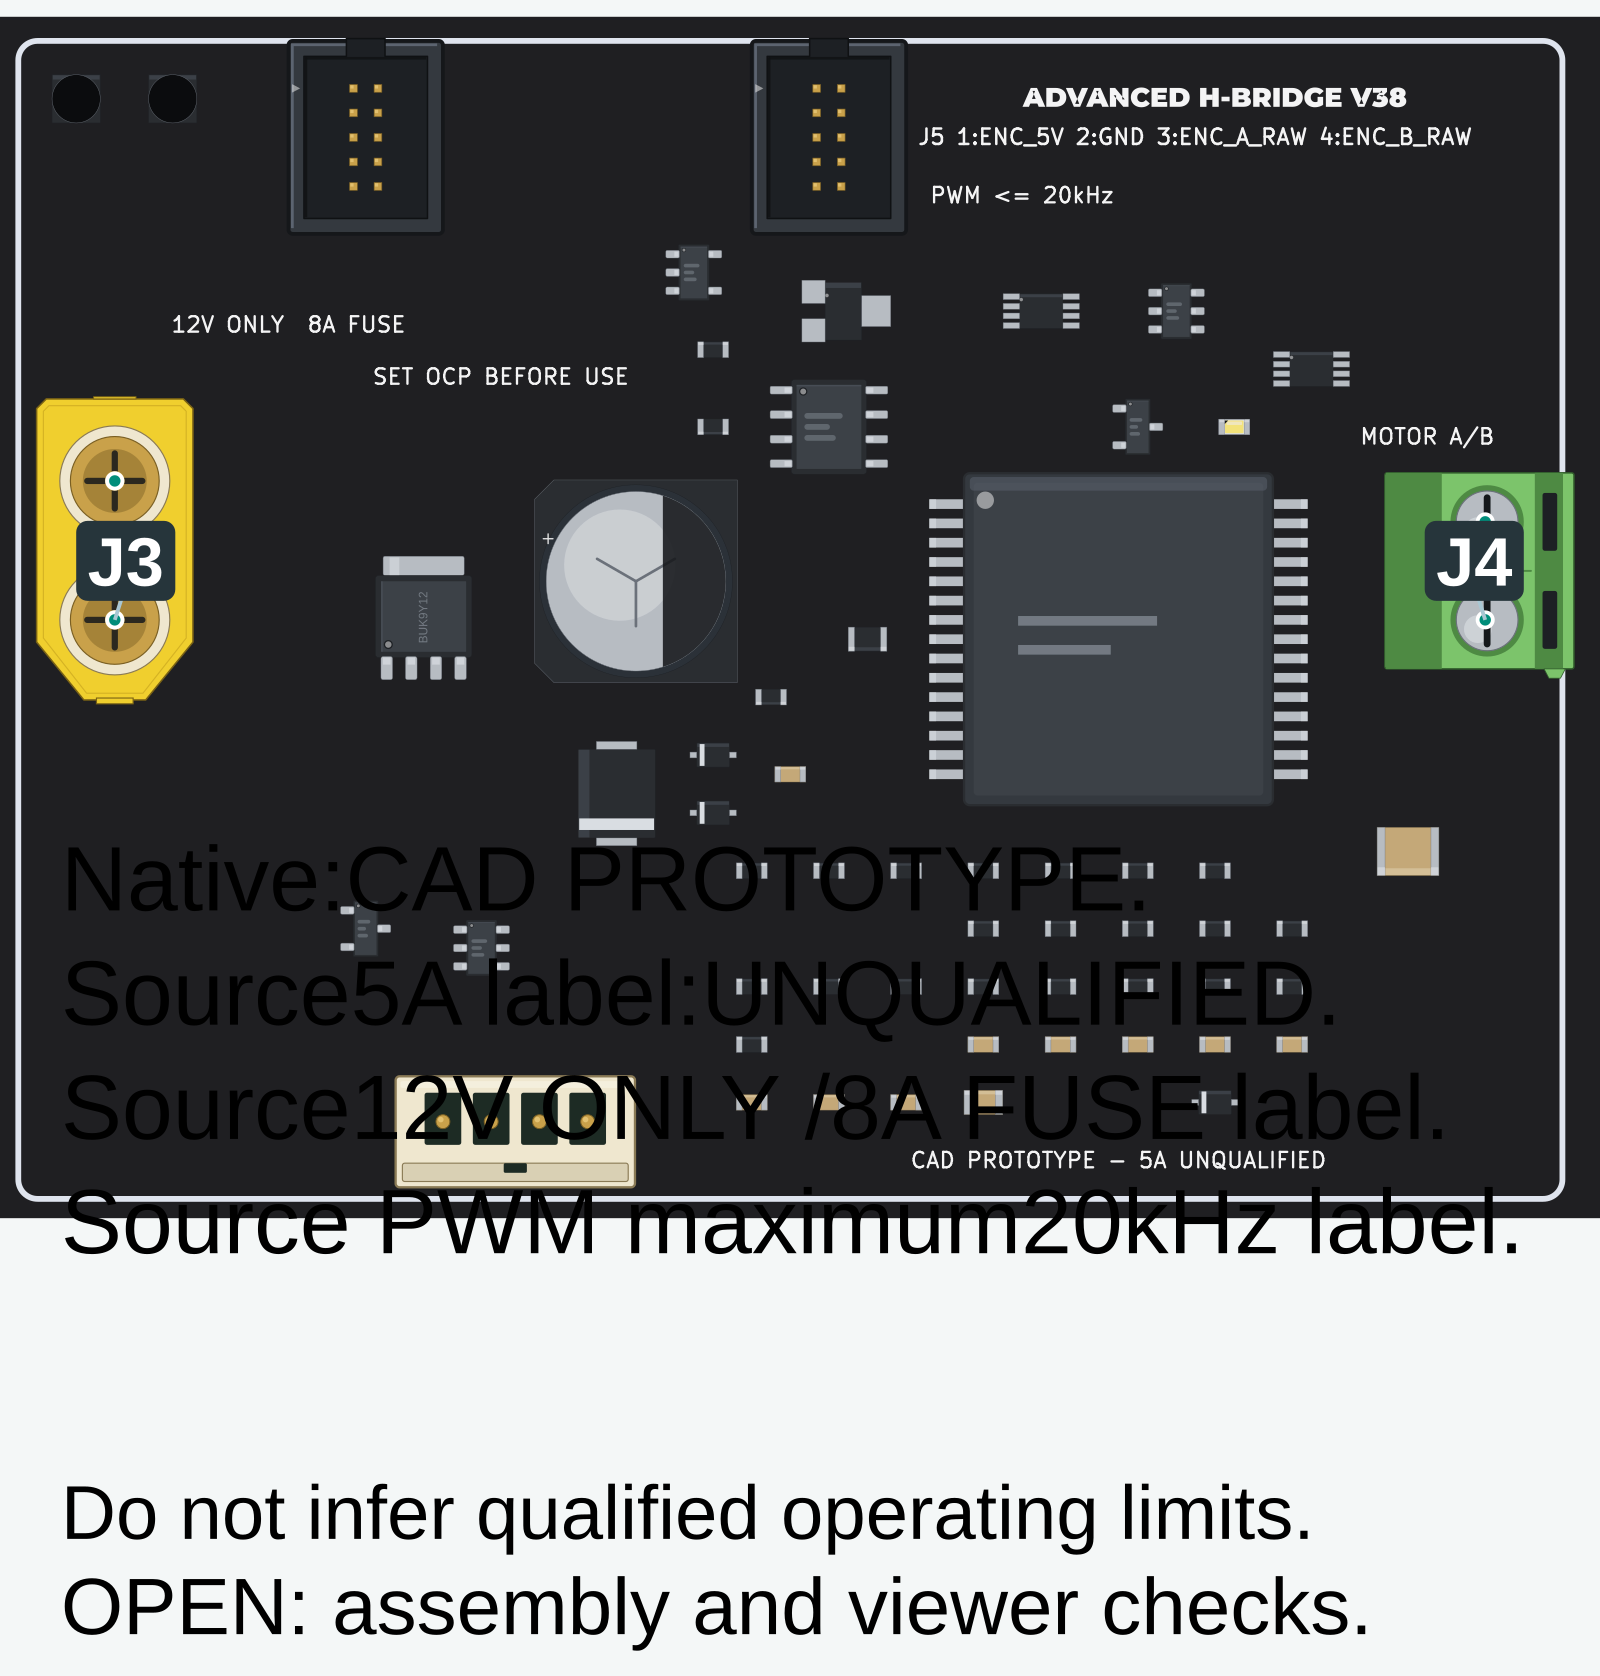 ADVANCED H-BRIDGE V38
J5 1:ENC_5V 2:GND 3:ENC_A_RAW 4:ENC_B_RAW
PWM <= 20kHz
12V ONLY 8A FUSE
SET OCP BEFORE USE
MOTOR A/B
J3
J4
BUK9Y12
+
Native:CAD PROTOTYPE.
Source5A label:UNQUALIFIED.
Source12V ONLY /8A FUSE label.
CAD PROTOTYPE – 5A UNQUALIFIED
Source PWM maximum20kHz label.
Do not infer qualified operating limits.
OPEN: assembly and viewer checks.